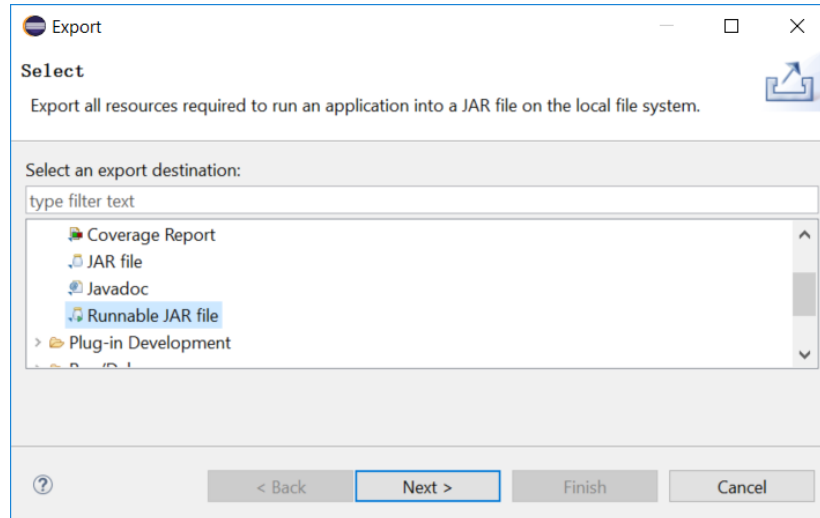 Export
Select
Export all resources required to run an application into a JAR file on the local file system.
Select an export destination:
type filter text
Coverage Report
JAR file
Javadoc
Runnable JAR file
Plug-in Development
< Back Next > Finish Cancel